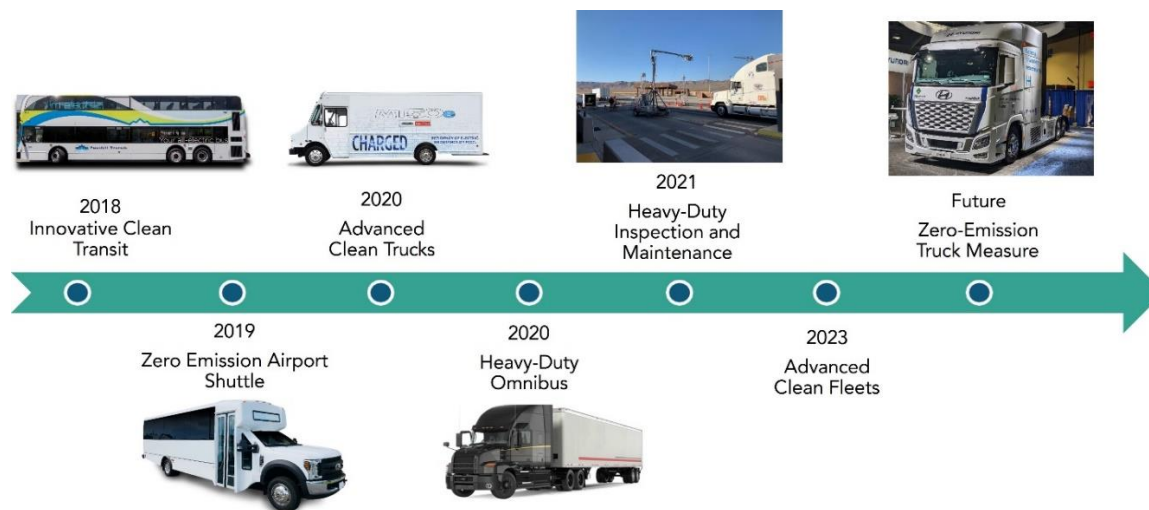 2018
Innovative Clean
Transit
2019
Zero Emission Airport
Shuttle
CHARGED
2020
Advanced
Clean Trucks
2020
Heavy-Duty
Omnibus
2021
Heavy-Duty
Inspection and
Maintenance
2023
Advanced
Clean Fleets
HYUNDAI
Future
Zero-Emission
Truck Measure